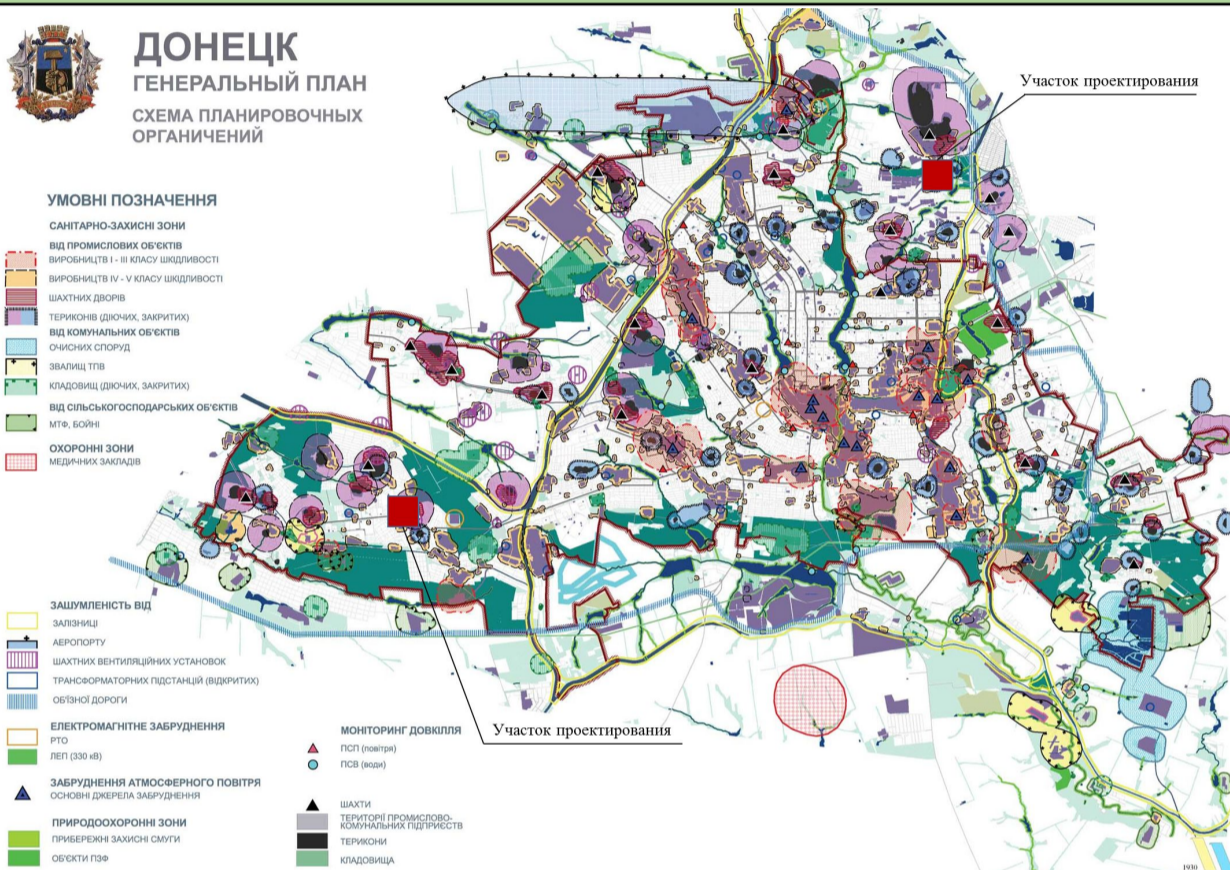 ДОНЕЦК
ГЕНЕРАЛЬНЫЙ ПЛАН
СХЕМА ПЛАНИРОВОЧНЫХ
ОРГАНИЧЕНИЙ
Участок проектирования
УМОВНІ ПОЗНАЧЕННЯ
САНІТАРНО-ЗАХИСНІ ЗОНИ
ВІД ПРОМИСЛОВИХ ОБ'ЄКТІВ
ВИРОБНИЦТВ І - ІІІ КЛАСУ ШКІДЛИВОСТІ
ВИРОБНИЦТВ IV - V КЛАСУ ШКІДЛИВОСТІ
ШАХТНИХ ДВОРІВ
ТЕРИКОНІВ (ДІЮЧИХ, ЗАКРИТИХ)
ВІД КОМУНАЛЬНИХ ОБ'ЄКТІВ
ОЧИСНИХ СПОРУД
ЗВАЛИЩ ТПВ
КЛАДОВИЩ (ДІЮЧИХ, ЗАКРИТИХ)
ВІД СІЛЬСЬКОГОСПОДАРСЬКИХ ОБ'ЄКТІВ
МТФ, БОЙНІ
ОХОРОННІ ЗОНИ
МЕДИЧНИХ ЗАКЛАДІВ
ЗАШУМЛЕНІСТЬ ВІД
ЗАЛІЗНИЦІ
АЕРОПОРТУ
ШАХТНИХ ВЕНТИЛЯЦІЙНИХ УСТАНОВОК
ТРАНСФОРМАТОРНИХ ПІДСТАНЦІЙ (ВІДКРИТИХ)
ОБ'ЇЗНОЇ ДОРОГИ
ЕЛЕКТРОМАГНІТНЕ ЗАБРУДНЕННЯ
РТО
ЛЕП (330 кВ)
ЗАБРУДНЕННЯ АТМОСФЕРНОГО ПОВІТРЯ
ОСНОВНІ ДЖЕРЕЛА ЗАБРУДНЕННЯ
ПРИРОДООХОРОННІ ЗОНИ
ПРИБЕРЕЖНІ ЗАХИСНІ СМУГИ
ОБ'ЄКТИ ПЗФ
Участок проектирования
МОНІТОРИНГ ДОВКІЛЛЯ
ПСП (повітря)
ПСВ (води)
ШАХТИ
ТЕРИТОРІЇ ПРОМИСЛОВО-
КОМУНАЛЬНИХ ПІДПРИЄМСТВ
ТЕРИКОНИ
КЛАДОВИЩА
1930